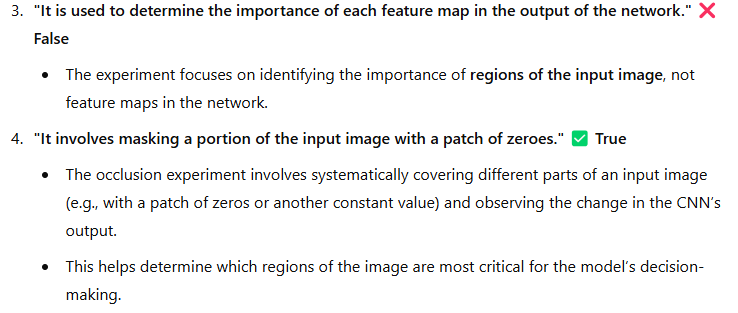 3. "It is used to determine the importance of each feature map in the output of the network." ❌
False
• The experiment focuses on identifying the importance of regions of the input image, not
feature maps in the network.
4. "It involves masking a portion of the input image with a patch of zeroes." ✅ True
• The occlusion experiment involves systematically covering different parts of an input image
(e.g., with a patch of zeros or another constant value) and observing the change in the CNN's
output.
• This helps determine which regions of the image are most critical for the model's decision-
making.